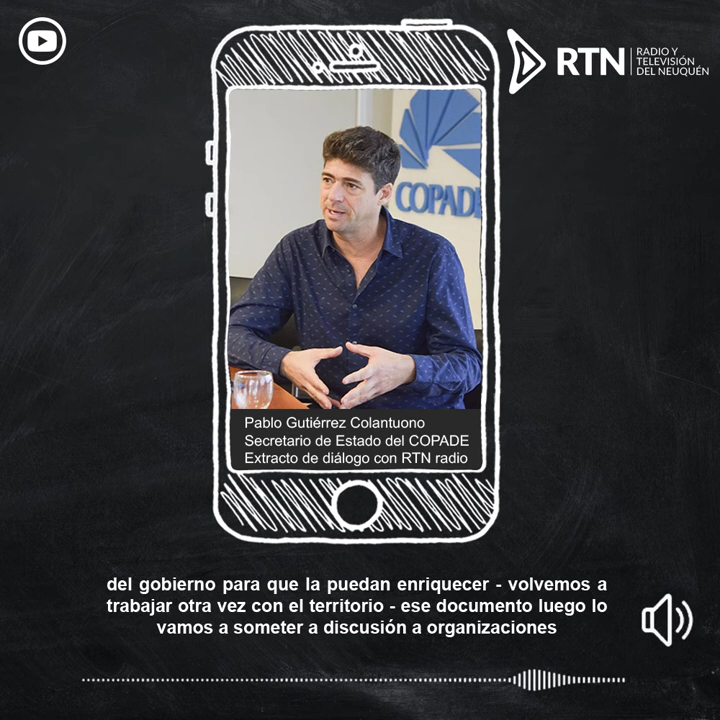 RTN
RADIO Y
TELEVISIÓN
DEL NEUQUÉN
COPADE
Pablo Gutiérrez Colantuono
Secretario de Estado del COPADE
Extracto de diálogo con RTN radio
del gobierno para que la puedan enriquecer - volvemos a
trabajar otra vez con el territorio - ese documento luego lo
vamos a someter a discusión a organizaciones